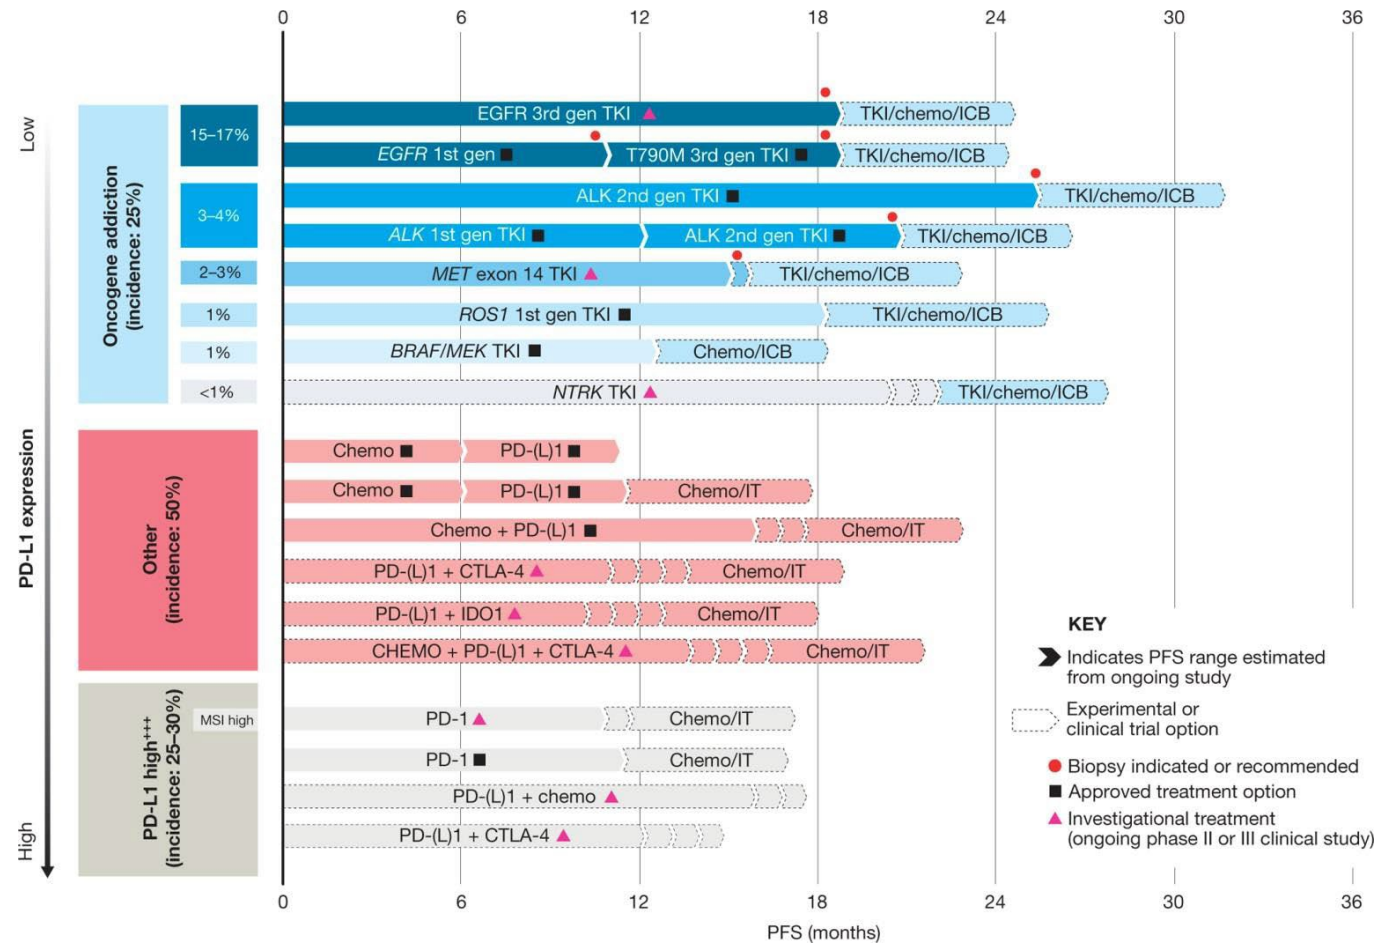 0 6 12 18 24 30 36
Low
PD-L1 expression
High
Oncogene addiction
(incidence: 25%)
15–17%
EGFR 3rd gen TKI ▲ TKI/chemo/ICB
EGFR 1st gen ■ T790M 3rd gen TKI ■ TKI/chemo/ICB
3–4%
ALK 2nd gen TKI ■ TKI/chemo/ICB
ALK 1st gen TKI ■ ALK 2nd gen TKI ■ TKI/chemo/ICB
2–3% MET exon 14 TKI ▲ TKI/chemo/ICB
1% ROS1 1st gen TKI ■ TKI/chemo/ICB
1% BRAF/MEK TKI ■ Chemo/ICB
<1% NTRK TKI ▲ TKI/chemo/ICB
Other
(incidence: 50%)
Chemo ■ PD-(L)1 ■
Chemo ■ PD-(L)1 ■ Chemo/IT
Chemo + PD-(L)1 ■ Chemo/IT
PD-(L)1 + CTLA-4 ▲ Chemo/IT
PD-(L)1 + IDO1 ▲ Chemo/IT
CHEMO + PD-(L)1 + CTLA-4 ▲ Chemo/IT
PD-L1 high+++
(incidence: 25–30%)
MSI high PD-1 ▲ Chemo/IT
PD-1 ■ Chemo/IT
PD-(L)1 + chemo ▲
PD-(L)1 + CTLA-4 ▲
KEY
Indicates PFS range estimated
from ongoing study
Experimental or
clinical trial option
Biopsy indicated or recommended
Approved treatment option
Investigational treatment
(ongoing phase II or III clinical study)
0 6 12 18 24 30 36
PFS (months)